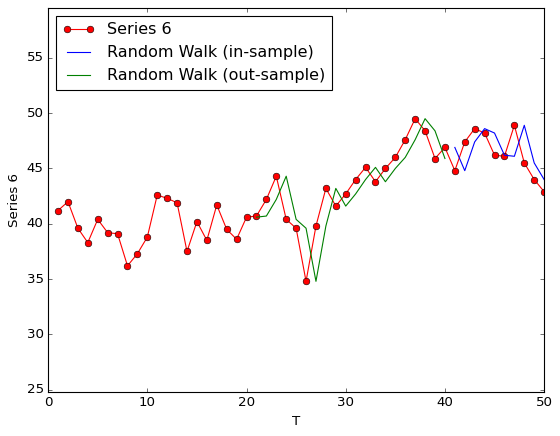 Series 6
Random Walk (in-sample)
Random Walk (out-sample)
55
50
45
40
35
30
25
Series 6
0 10 20 30 40 50
T